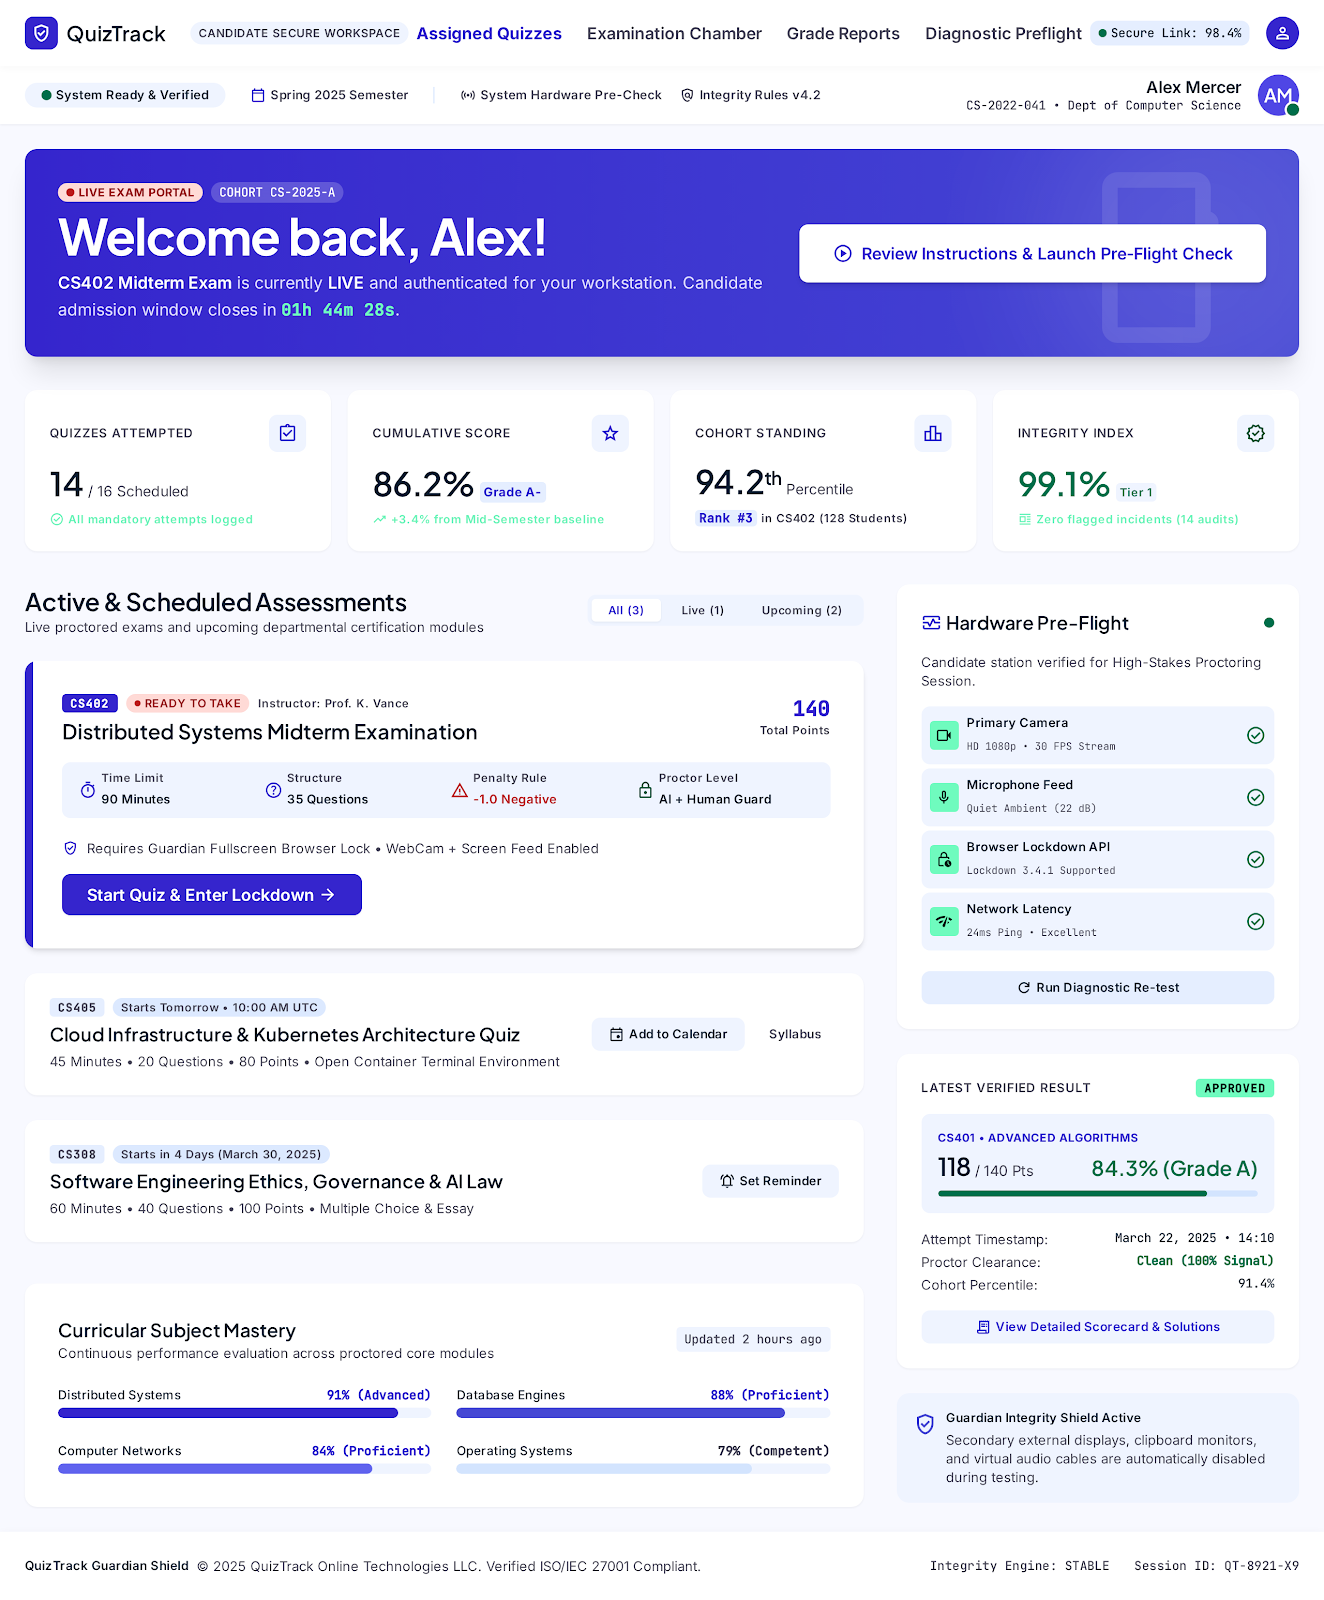 QuizTrack
CANDIDATE SECURE WORKSPACE
Assigned Quizzes
Examination Chamber
Grade Reports
Diagnostic Preflight
Secure Link: 98.4%
System Ready & Verified
Spring 2025 Semester
System Hardware Pre-Check
Integrity Rules v4.2
Alex Mercer
CS-2022-041 • Dept of Computer Science
AM
LIVE EXAM PORTAL
COHORT CS-2025-A
Welcome back, Alex!
CS402 Midterm Exam is currently LIVE and authenticated for your workstation. Candidate
admission window closes in 01h 44m 28s.
Review Instructions & Launch Pre-Flight Check
QUIZZES ATTEMPTED
14 / 16 Scheduled
All mandatory attempts logged
CUMULATIVE SCORE
86.2% Grade A-
+3.4% from Mid-Semester baseline
COHORT STANDING
94.2th Percentile
Rank #3 in CS402 (128 Students)
INTEGRITY INDEX
99.1% Tier 1
Zero flagged incidents (14 audits)
Active & Scheduled Assessments
Live proctored exams and upcoming departmental certification modules
All (3)
Live (1)
Upcoming (2)
CS402
READY TO TAKE
Instructor: Prof. K. Vance
Distributed Systems Midterm Examination
140
Total Points
Time Limit
90 Minutes
Structure
35 Questions
Penalty Rule
-1.0 Negative
Proctor Level
AI + Human Guard
Requires Guardian Fullscreen Browser Lock • WebCam + Screen Feed Enabled
Start Quiz & Enter Lockdown
CS405
Starts Tomorrow • 10:00 AM UTC
Cloud Infrastructure & Kubernetes Architecture Quiz
45 Minutes • 20 Questions • 80 Points • Open Container Terminal Environment
Add to Calendar
Syllabus
CS308
Starts in 4 Days (March 30, 2025)
Software Engineering Ethics, Governance & AI Law
60 Minutes • 40 Questions • 100 Points • Multiple Choice & Essay
Set Reminder
Curricular Subject Mastery
Continuous performance evaluation across proctored core modules
Updated 2 hours ago
Distributed Systems
91% (Advanced)
Database Engines
88% (Proficient)
Computer Networks
84% (Proficient)
Operating Systems
79% (Competent)
Hardware Pre-Flight
Candidate station verified for High-Stakes Proctoring
Session.
Primary Camera
HD 1080p • 30 FPS Stream
Microphone Feed
Quiet Ambient (22 dB)
Browser Lockdown API
Lockdown 3.4.1 Supported
Network Latency
24ms Ping • Excellent
Run Diagnostic Re-test
LATEST VERIFIED RESULT
APPROVED
CS401 • ADVANCED ALGORITHMS
118 / 140 Pts
84.3% (Grade A)
Attempt Timestamp:
March 22, 2025 • 14:10
Proctor Clearance:
Clean (100% Signal)
Cohort Percentile:
91.4%
View Detailed Scorecard & Solutions
Guardian Integrity Shield Active
Secondary external displays, clipboard monitors,
and virtual audio cables are automatically disabled
during testing.
QuizTrack Guardian Shield
© 2025 QuizTrack Online Technologies LLC. Verified ISO/IEC 27001 Compliant.
Integrity Engine: STABLE
Session ID: QT-8921-X9